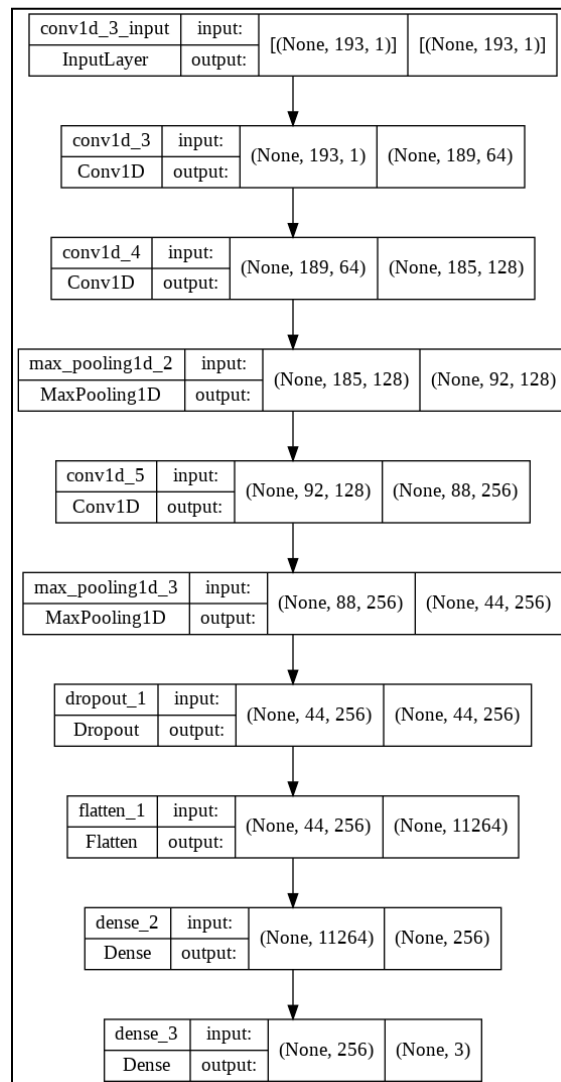 conv1d_3_input input: [(None, 193, 1)] [(None, 193, 1)]
InputLayer output:
conv1d_3 input: (None, 193, 1) (None, 189, 64)
Conv1D output:
conv1d_4 input: (None, 189, 64) (None, 185, 128)
Conv1D output:
max_pooling1d_2 input: (None, 185, 128) (None, 92, 128)
MaxPooling1D output:
conv1d_5 input: (None, 92, 128) (None, 88, 256)
Conv1D output:
max_pooling1d_3 input: (None, 88, 256) (None, 44, 256)
MaxPooling1D output:
dropout_1 input: (None, 44, 256) (None, 44, 256)
Dropout output:
flatten_1 input: (None, 44, 256) (None, 11264)
Flatten output:
dense_2 input: (None, 11264) (None, 256)
Dense output:
dense_3 input: (None, 256) (None, 3)
Dense output: